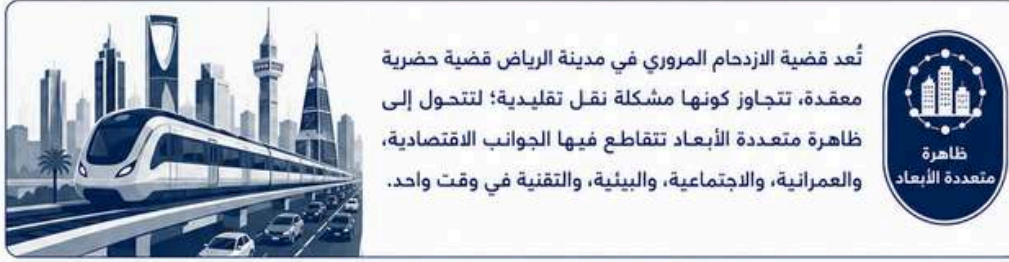 تُعد قضية الازدحام المروري في مدينة الرياض قضية حضرية
معقدة، تتجاوز كونها مشكلة نقل تقليدية؛ لتتحول إلى
ظاهرة متعددة الأبعاد تتقاطع فيها الجوانب الاقتصادية،
والعمرانية، والاجتماعية، والبيئية، والتقنية في وقت واحد.
ظاهرة
متعددة الأبعاد